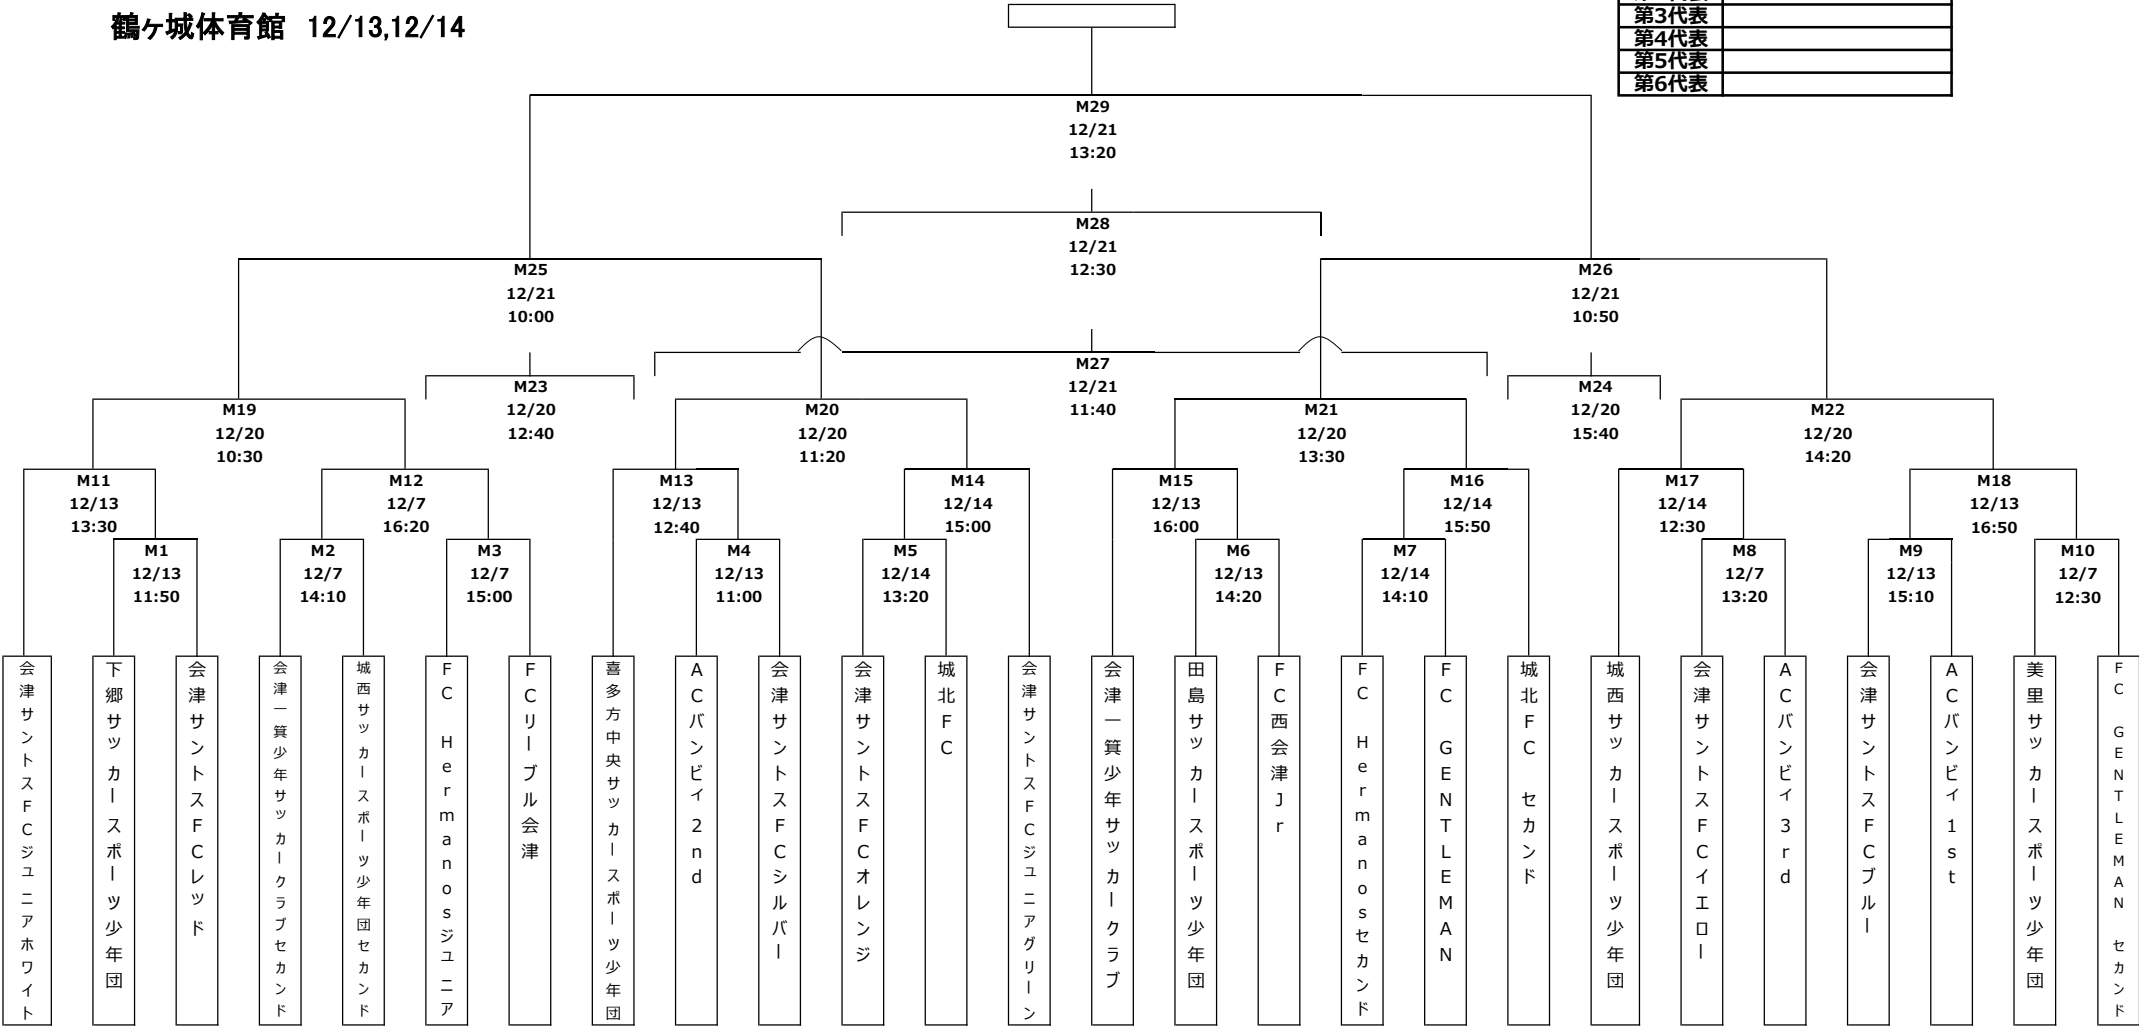 鶴ヶ城体育館 12/13,12/14
第3代表
第4代表
第5代表
第6代表
M29
12/21
13:20
M28
12/21
12:30
M25
12/21
10:00
M26
12/21
10:50
M27
12/21
11:40
M23
12/20
12:40
M24
12/20
15:40
M19
12/20
10:30
M20
12/20
11:20
M21
12/20
13:30
M22
12/20
14:20
M11
12/13
13:30
M12
12/7
16:20
M13
12/13
12:40
M14
12/14
15:00
M15
12/13
16:00
M16
12/14
15:50
M17
12/14
12:30
M18
12/13
16:50
M1
12/13
11:50
M2
12/7
14:10
M3
12/7
15:00
M4
12/13
11:00
M5
12/14
13:20
M6
12/13
14:20
M7
12/14
14:10
M8
12/7
13:20
M9
12/13
15:10
M10
12/7
12:30
会津サントスFCジュニアホワイト
下郷サッカースポーツ少年団
会津サントスFCレッド
会津一箕少年サッカークラブセカンド
城西サッカースポーツ少年団セカンド
FC Hermanosジュニア
FCリーブル会津
喜多方中央サッカースポーツ少年団
ACバンビィ2nd
会津サントスFCシルバー
会津サントスFCオレンジ
城北FC
会津サントスFCジュニアグリーン
会津一箕少年サッカークラブ
田島サッカースポーツ少年団
FC西会津Jr
FC Hermanosセカンド
FC GENTLEMAN
城北FC セカンド
城西サッカースポーツ少年団
会津サントスFCイエロー
ACバンビィ3rd
会津サントスFCブルー
ACバンビィ1st
美里サッカースポーツ少年団
FC GENTLEMAN セカンド